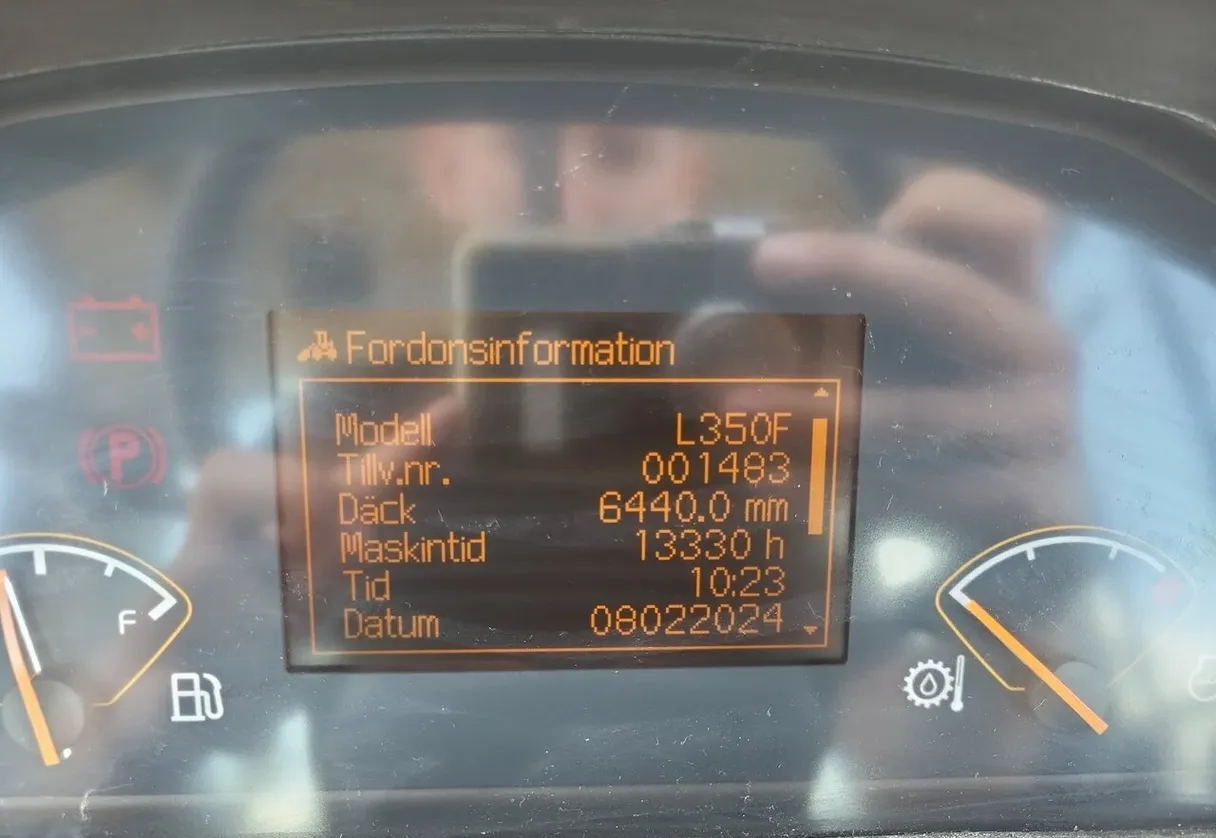 Fordonsinformation
Modell L350F
Tillv.nr. 001483
Däck 6440.0 mm
Maskintid 13330 h
Tid 10:23
Datum 08022024
P
F